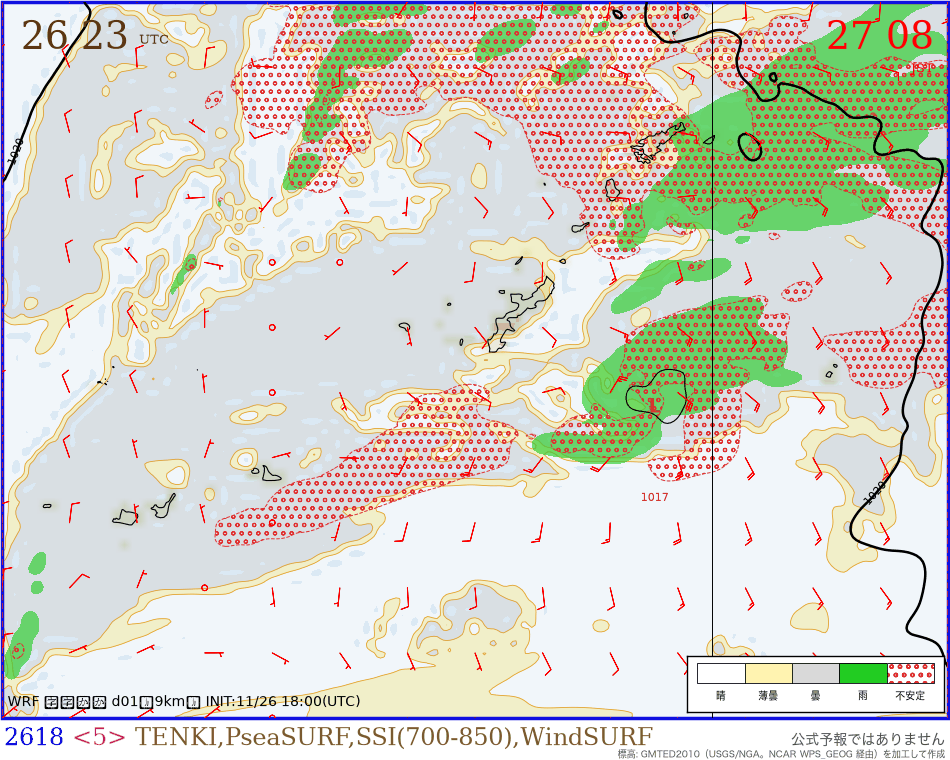 26 23 UTC
27 08
1020
1017
1020
晴 薄曇 曇 雨 不安定
d01 9km INIT:11/26 18:00(UTC)
WRF
2618 <5> TENKI,PseaSURF,SSI(700-850),WindSURF
公式予報ではありません
標高: GMTED2010（USGS/NGA。NCAR WPS_GEOG 経由）を加工して作成